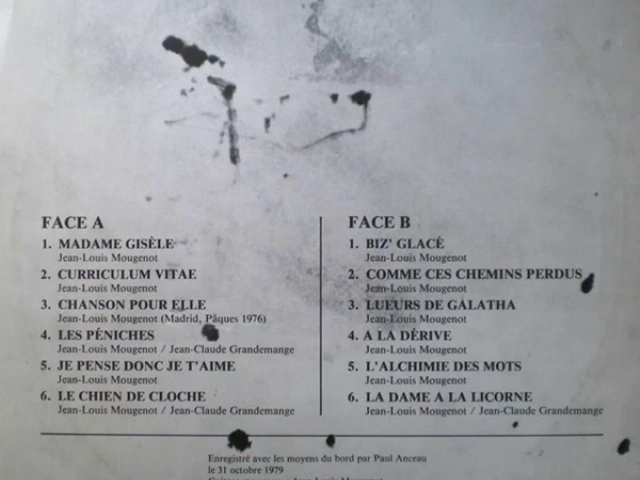 FACE A
1. MADAME GISÈLE
Jean-Louis Mougenot
2. CURRICULUM VITAE
Jean-Louis Mougenot
3. CHANSON POUR ELLE
Jean-Louis Mougenot (Madrid, Pâques 1976)
4. LES PÉNICHES
Jean-Louis Mougenot / Jean-Claude Grandemange
5. JE PENSE DONC JE T'AIME
Jean-Louis Mougenot
6. LE CHIEN DE CLOCHE
Jean-Louis Mougenot / Jean-Claude Grandemange
FACE B
1. BIZ' GLACÉ
Jean-Louis Mougenot
2. COMME CES CHEMINS PERDUS
Jean-Louis Mougenot
3. LUEURS DE GALATHA
Jean-Louis Mougenot
4. A LA DÉRIVE
Jean-Louis Mougenot
5. L'ALCHIMIE DES MOTS
Jean-Louis Mougenot
6. LA DAME A LA LICORNE
Jean-Louis Mougenot / Jean-Claude Grandemange
Enregistré avec les moyens du bord par Paul Anceau
le 31 octobre 1979